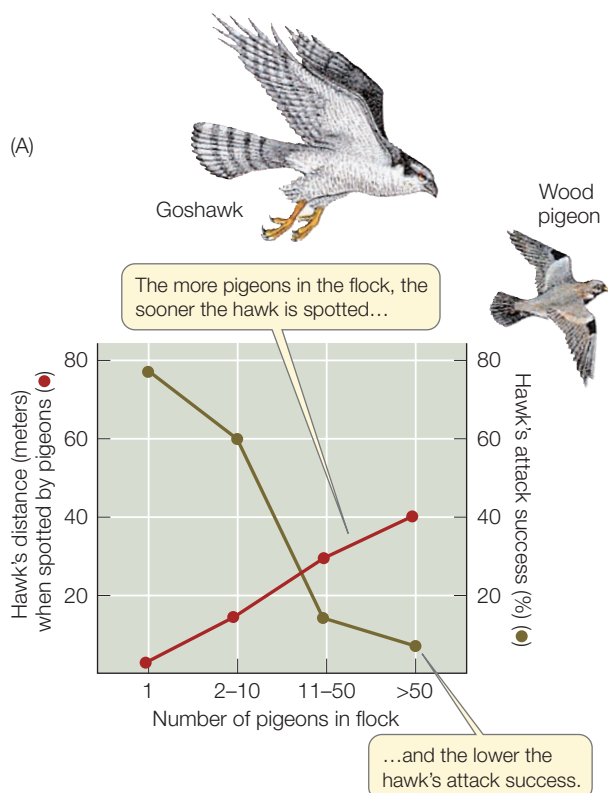 (A)
Goshawk
Wood
pigeon
The more pigeons in the flock, the
sooner the hawk is spotted…
80
60
40
20
Hawk's distance (meters)
when spotted by pigeons (●)
80
60
40
20
Hawk's attack success (%) (●)
1
2–10
11–50
>50
Number of pigeons in flock
…and the lower the
hawk's attack success.